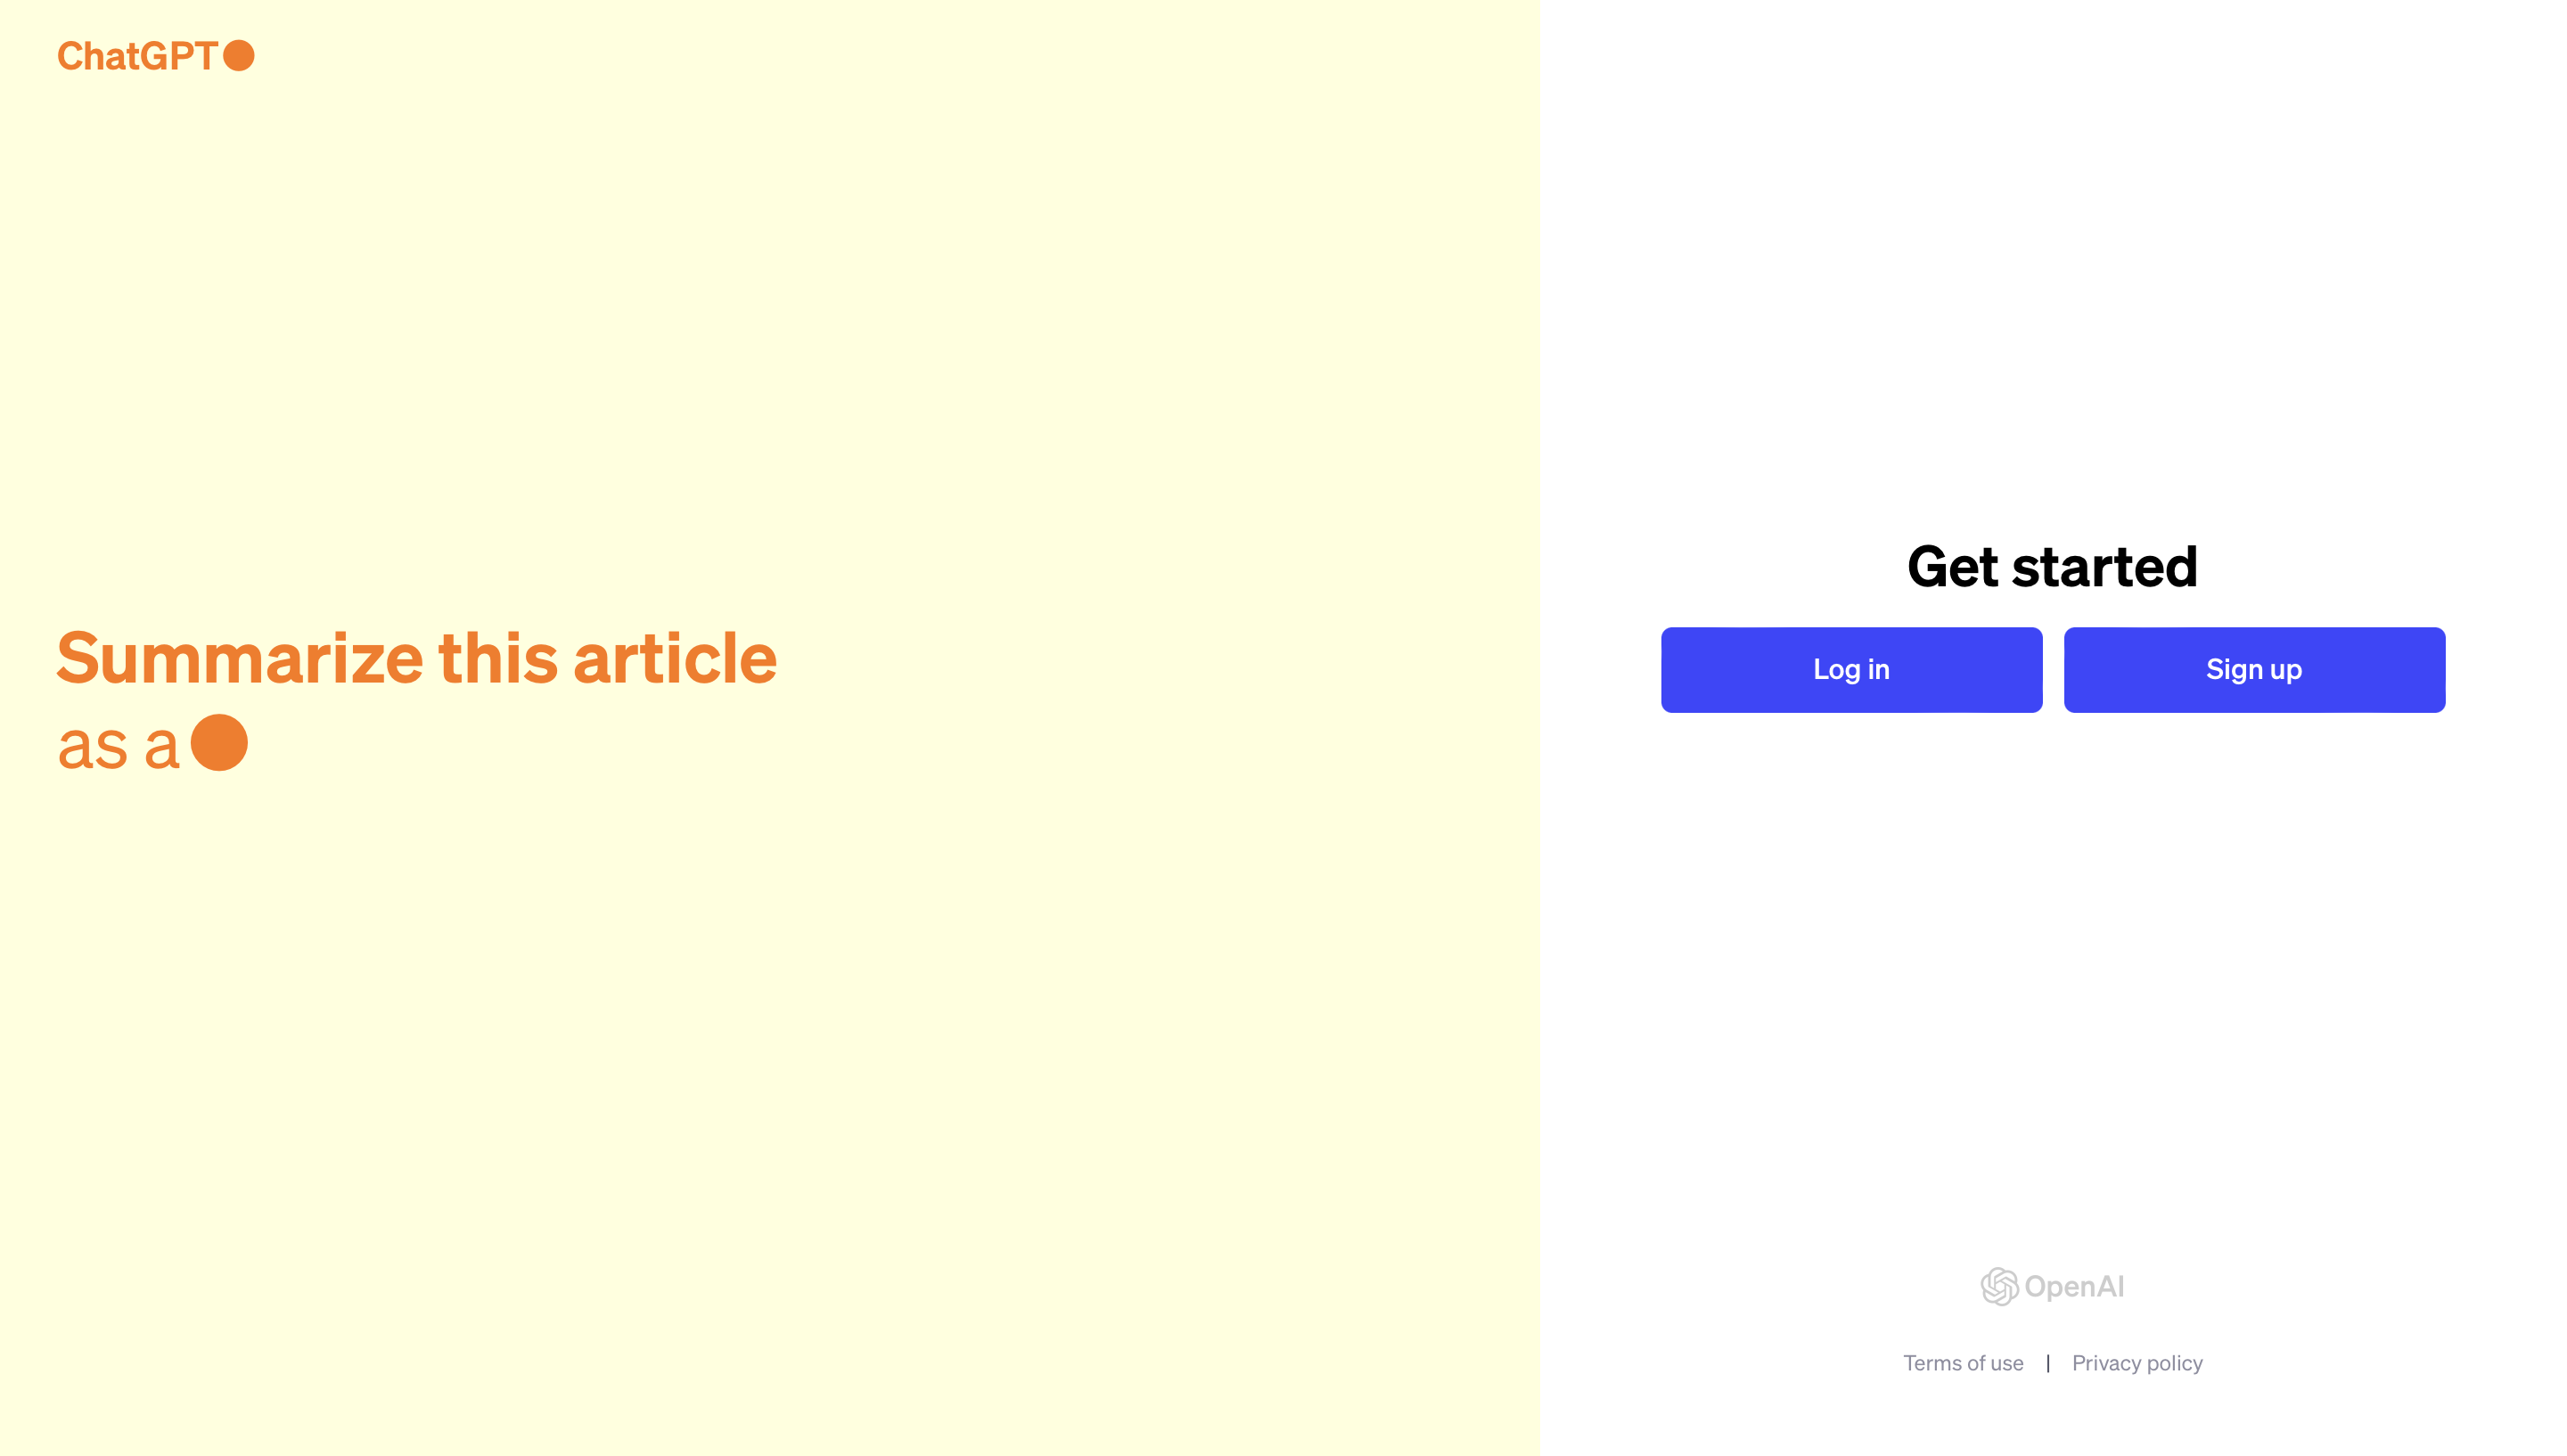 ChatGPT
Summarize this article
as a
Get started
Log in
Sign up
OpenAI
Terms of use | Privacy policy